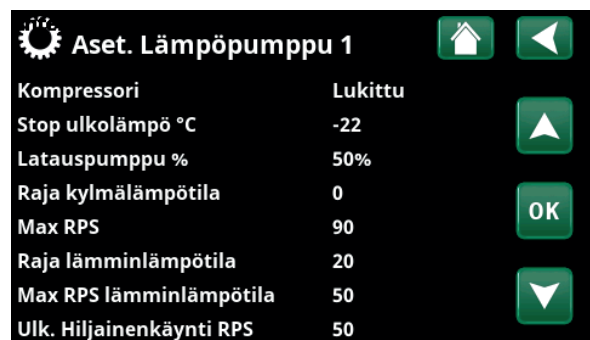 Aset. Lämpöpumppu 1
Kompressori Lukittu
Stop ulkolämpö °C -22
Latauspumppu % 50%
Raja kylmälämpötila 0
Max RPS 90
OK
Raja lämminlämpötila 20
Max RPS lämminlämpötila 50
Ulk. Hiljainenkäynti RPS 50